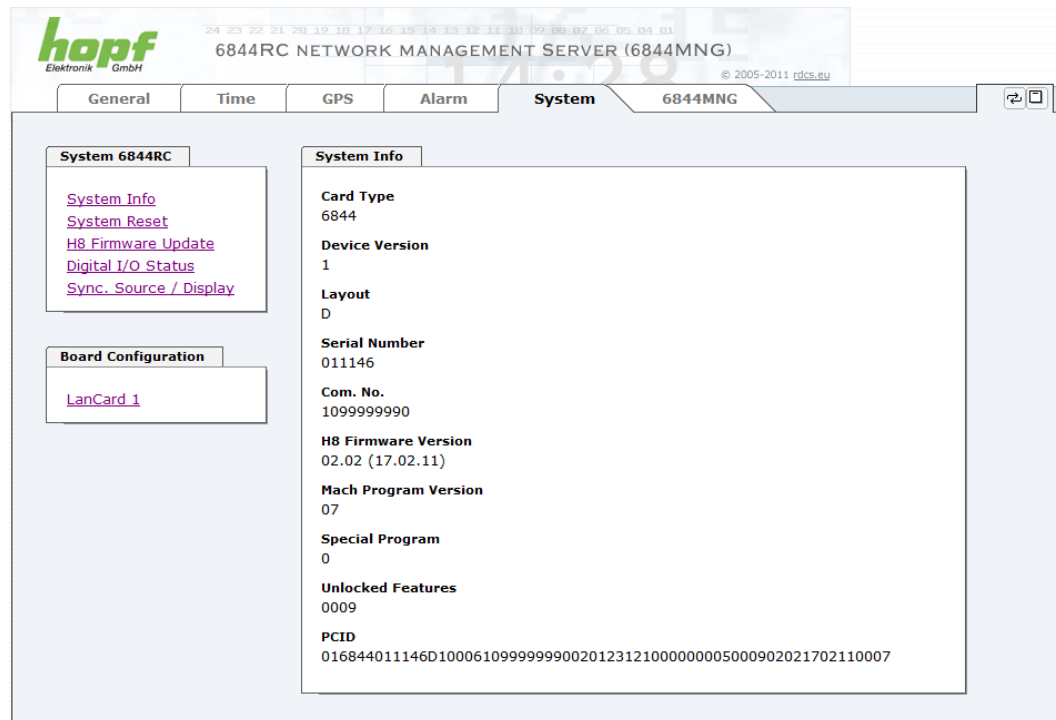 hopf
Elektronik GmbH
24 23 22 21 20 19 18 17 16 15 14 13 12 11 10 09 08 07 06 05 04 03
6844RC NETWORK MANAGEMENT SERVER (6844MNG)
14:28
© 2005-2011 rdcs.eu
General Time GPS Alarm System 6844MNG
System 6844RC
System Info
System Reset
H8 Firmware Update
Digital I/O Status
Sync. Source / Display
Board Configuration
LanCard 1
System Info
Card Type
6844
Device Version
1
Layout
D
Serial Number
011146
Com. No.
1099999990
H8 Firmware Version
02.02 (17.02.11)
Mach Program Version
07
Special Program
0
Unlocked Features
0009
PCID
016844011146D10006109999999002012312100000000500090202170211000​7